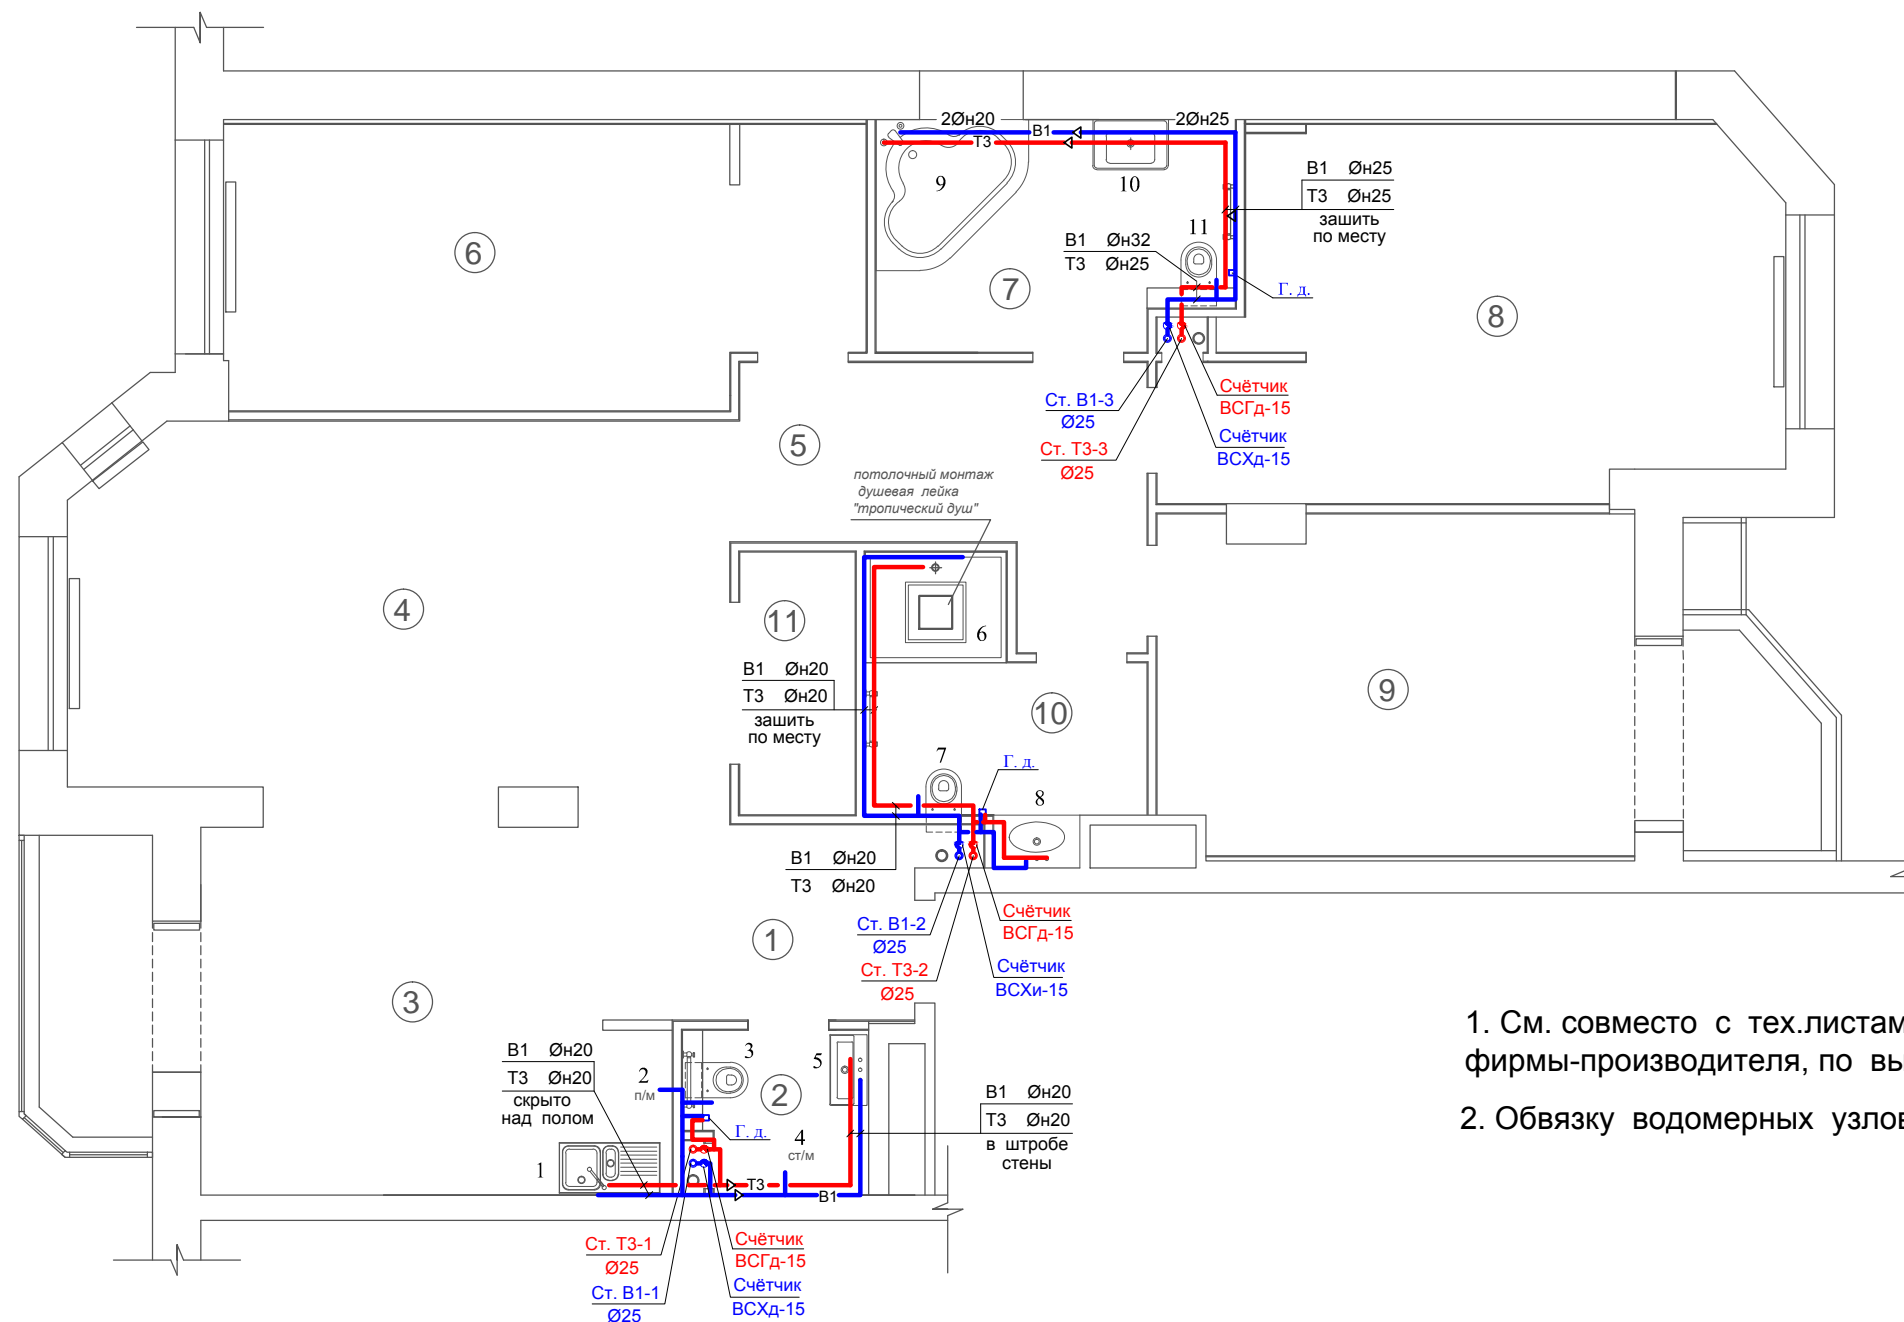 2Øн20
В1
2Øн25
Т3
9
10
11
В1 Øн25
Т3 Øн25
зашить
по месту
В1 Øн32
Т3 Øн25
Г. д.
6
7
8
Ст. В1-3
Ø25
Ст. Т3-3
Ø25
Счётчик
ВСГд-15
Счётчик
ВСХд-15
5
потолочный монтаж
душевая лейка
"тропический душ"
4
11
6
В1 Øн20
Т3 Øн20
зашить
по месту
10
9
7
Г. д.
8
В1 Øн20
Т3 Øн20
Ст. В1-2
Ø25
Ст. Т3-2
Ø25
Счётчик
ВСГд-15
Счётчик
ВСХи-15
1
3
В1 Øн20
Т3 Øн20
скрыто
над полом
2
п/м
3
5
2
Г. д.
4
ст/м
1
Т3
В1
В1 Øн20
Т3 Øн20
в штробе
стены
Ст. Т3-1
Ø25
Ст. В1-1
Ø25
Счётчик
ВСГд-15
Счётчик
ВСХд-15
1. См. совместо с тех.листам
фирмы-производителя, по вы
2. Обвязку водомерных узлов